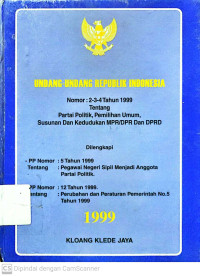 UNDANG-UNDANG REPUBLIK INDONESIA
Nomor : 2-3-4 Tahun 1999
Tentang
Partai Politik, Pemilihan Umum,
Susunan Dan Kedudukan MPR/DPR Dan DPRD
Dilengkapi
- PP Nomor : 5 Tahun 1999
Tentang : Pegawai Negeri Sipil Menjadi Anggota
Partai Politik.
PP Nomor : 12 Tahun 1999.
entang : Perubahan dan Peraturan Pemerintah No.5
Tahun 1999
1999
KLOANG KLEDE JAYA
CS Dipindai dengan CamScanner